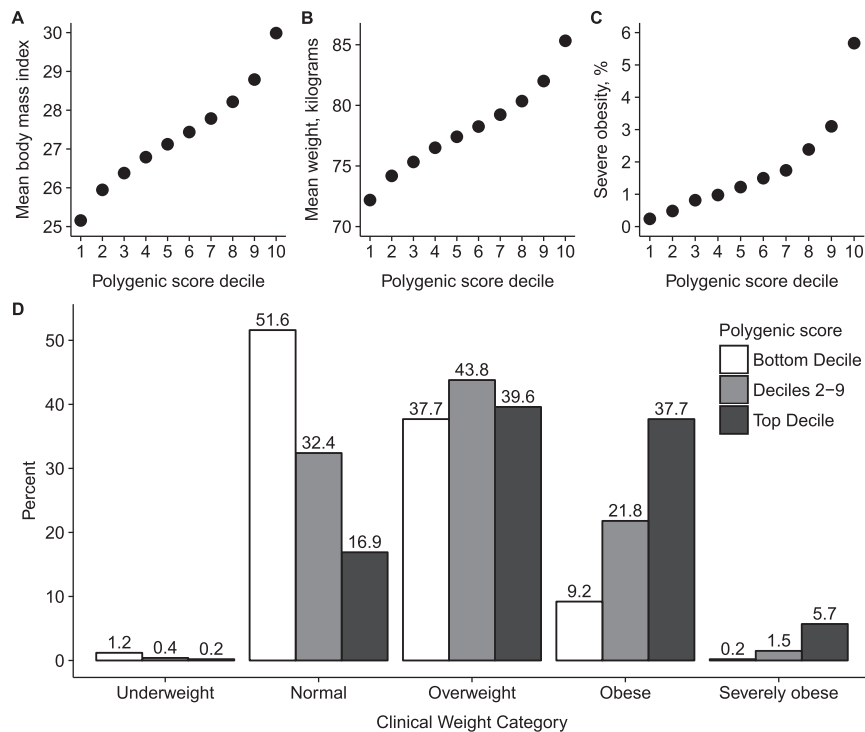 A
Mean body mass index
30
29
28
27
26
25
1 2 3 4 5 6 7 8 9 10
Polygenic score decile
B
Mean weight, kilograms
85
80
75
70
1 2 3 4 5 6 7 8 9 10
Polygenic score decile
C
Severe obesity, %
6
5
4
3
2
1
0
1 2 3 4 5 6 7 8 9 10
Polygenic score decile
D
Percent
50
40
30
20
10
0
1.2 0.4 0.2
51.6 32.4 16.9
37.7 43.8 39.6
9.2 21.8 37.7
0.2 1.5 5.7
Polygenic score
Bottom Decile
Deciles 2−9
Top Decile
Underweight Normal Overweight Obese Severely obese
Clinical Weight Category